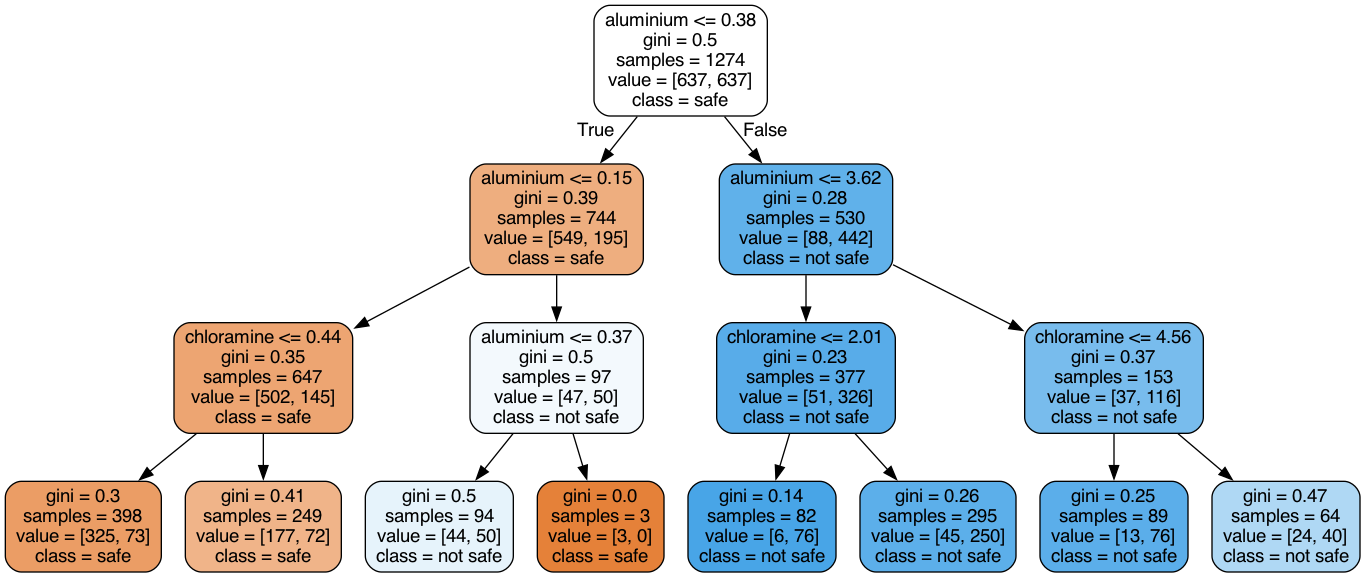 aluminium <= 0.38
gini = 0.5
samples = 1274
value = [637, 637]
class = safe
True
False
aluminium <= 0.15
gini = 0.39
samples = 744
value = [549, 195]
class = safe
aluminium <= 3.62
gini = 0.28
samples = 530
value = [88, 442]
class = not safe
chloramine <= 0.44
gini = 0.35
samples = 647
value = [502, 145]
class = safe
aluminium <= 0.37
gini = 0.5
samples = 97
value = [47, 50]
class = not safe
chloramine <= 2.01
gini = 0.23
samples = 377
value = [51, 326]
class = not safe
chloramine <= 4.56
gini = 0.37
samples = 153
value = [37, 116]
class = not safe
gini = 0.3
samples = 398
value = [325, 73]
class = safe
gini = 0.41
samples = 249
value = [177, 72]
class = safe
gini = 0.5
samples = 94
value = [44, 50]
class = not safe
gini = 0.0
samples = 3
value = [3, 0]
class = safe
gini = 0.14
samples = 82
value = [6, 76]
class = not safe
gini = 0.26
samples = 295
value = [45, 250]
class = not safe
gini = 0.25
samples = 89
value = [13, 76]
class = not safe
gini = 0.47
samples = 64
value = [24, 40]
class = not safe